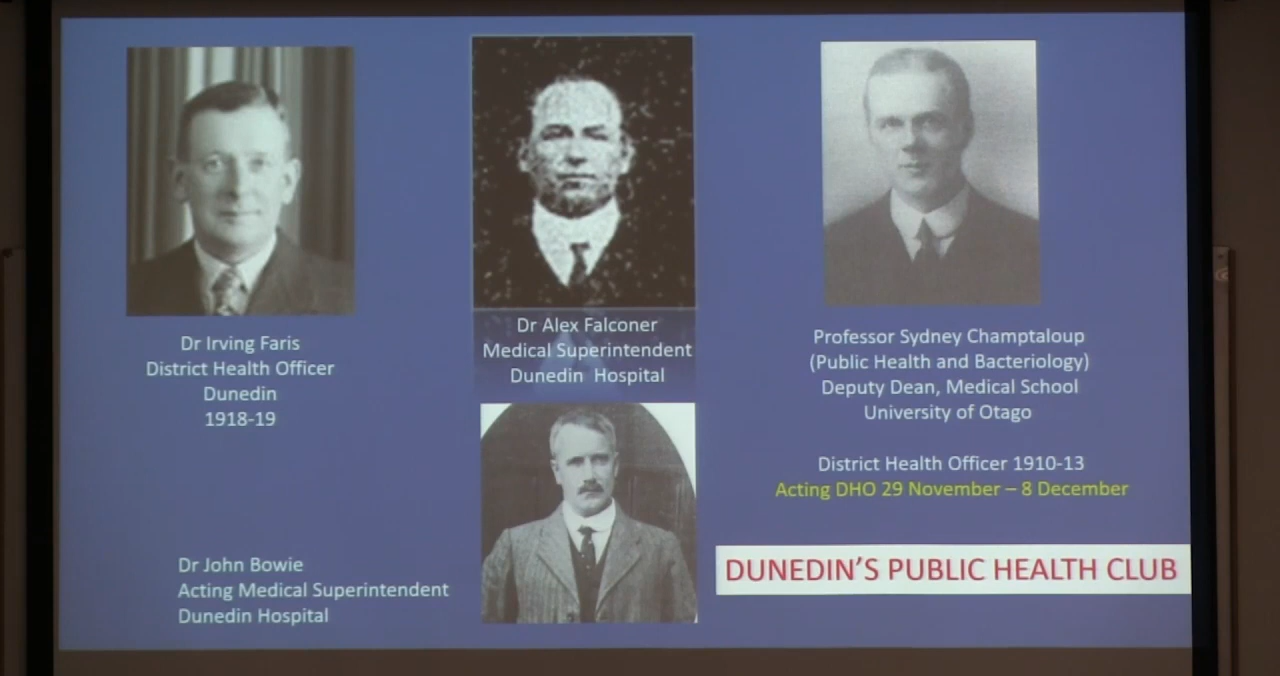 Dr Irving Faris
District Health Officer
Dunedin
1918-19
Dr Alex Falconer
Medical Superintendent
Dunedin Hospital
Professor Sydney Champtaloup
(Public Health and Bacteriology)
Deputy Dean, Medical School
University of Otago
District Health Officer 1910-13
Acting DHO 29 November – 8 December
Dr John Bowie
Acting Medical Superintendent
Dunedin Hospital
DUNEDIN'S PUBLIC HEALTH CLUB